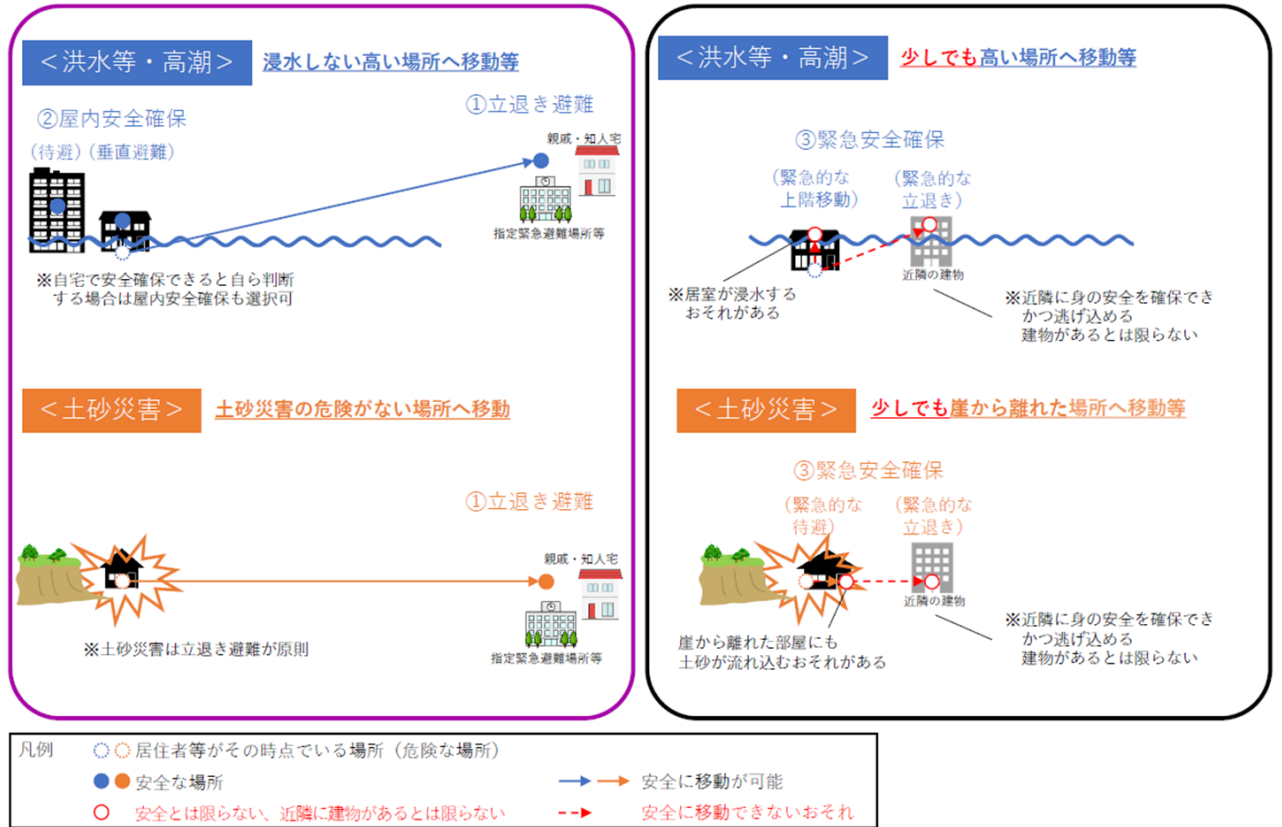 ＜洪水等・高潮＞
浸水しない高い場所へ移動等
①立退き避難
②屋内安全確保
（待避）（垂直避難）
親戚・知人宅
指定緊急避難場所等
※自宅で安全確保できると自ら判断
する場合は屋内安全確保も選択可
＜土砂災害＞
土砂災害の危険がない場所へ移動
①立退き避難
親戚・知人宅
指定緊急避難場所等
※土砂災害は立退き避難が原則
＜洪水等・高潮＞
少しでも高い場所へ移動等
③緊急安全確保
（緊急的な
上階移動）
（緊急的な
立退き）
近隣の建物
※居室が浸水する
おそれがある
※近隣に身の安全を確保でき
かつ逃げ込める
建物があるとは限らない
＜土砂災害＞
少しでも崖から離れた場所へ移動等
③緊急安全確保
（緊急的な
待避）
（緊急的な
立退き）
近隣の建物
崖から離れた部屋にも
土砂が流れ込むおそれがある
※近隣に身の安全を確保でき
かつ逃げ込める
建物があるとは限らない
凡例
居住者等がその時点でいる場所（危険な場所）
安全な場所
安全に移動が可能
安全とは限らない、近隣に建物があるとは限らない
安全に移動できないおそれ